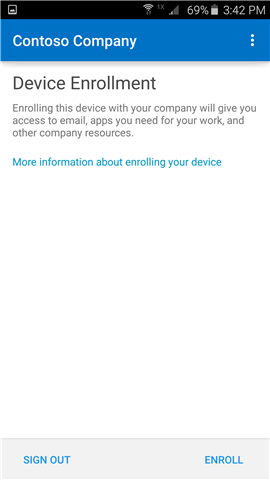 1X 69% 3:42 PM
Contoso Company
Device Enrollment
Enrolling this device with your company will give you
access to email, apps you need for your work, and
other company resources.
More information about enrolling your device
SIGN OUT ENROLL